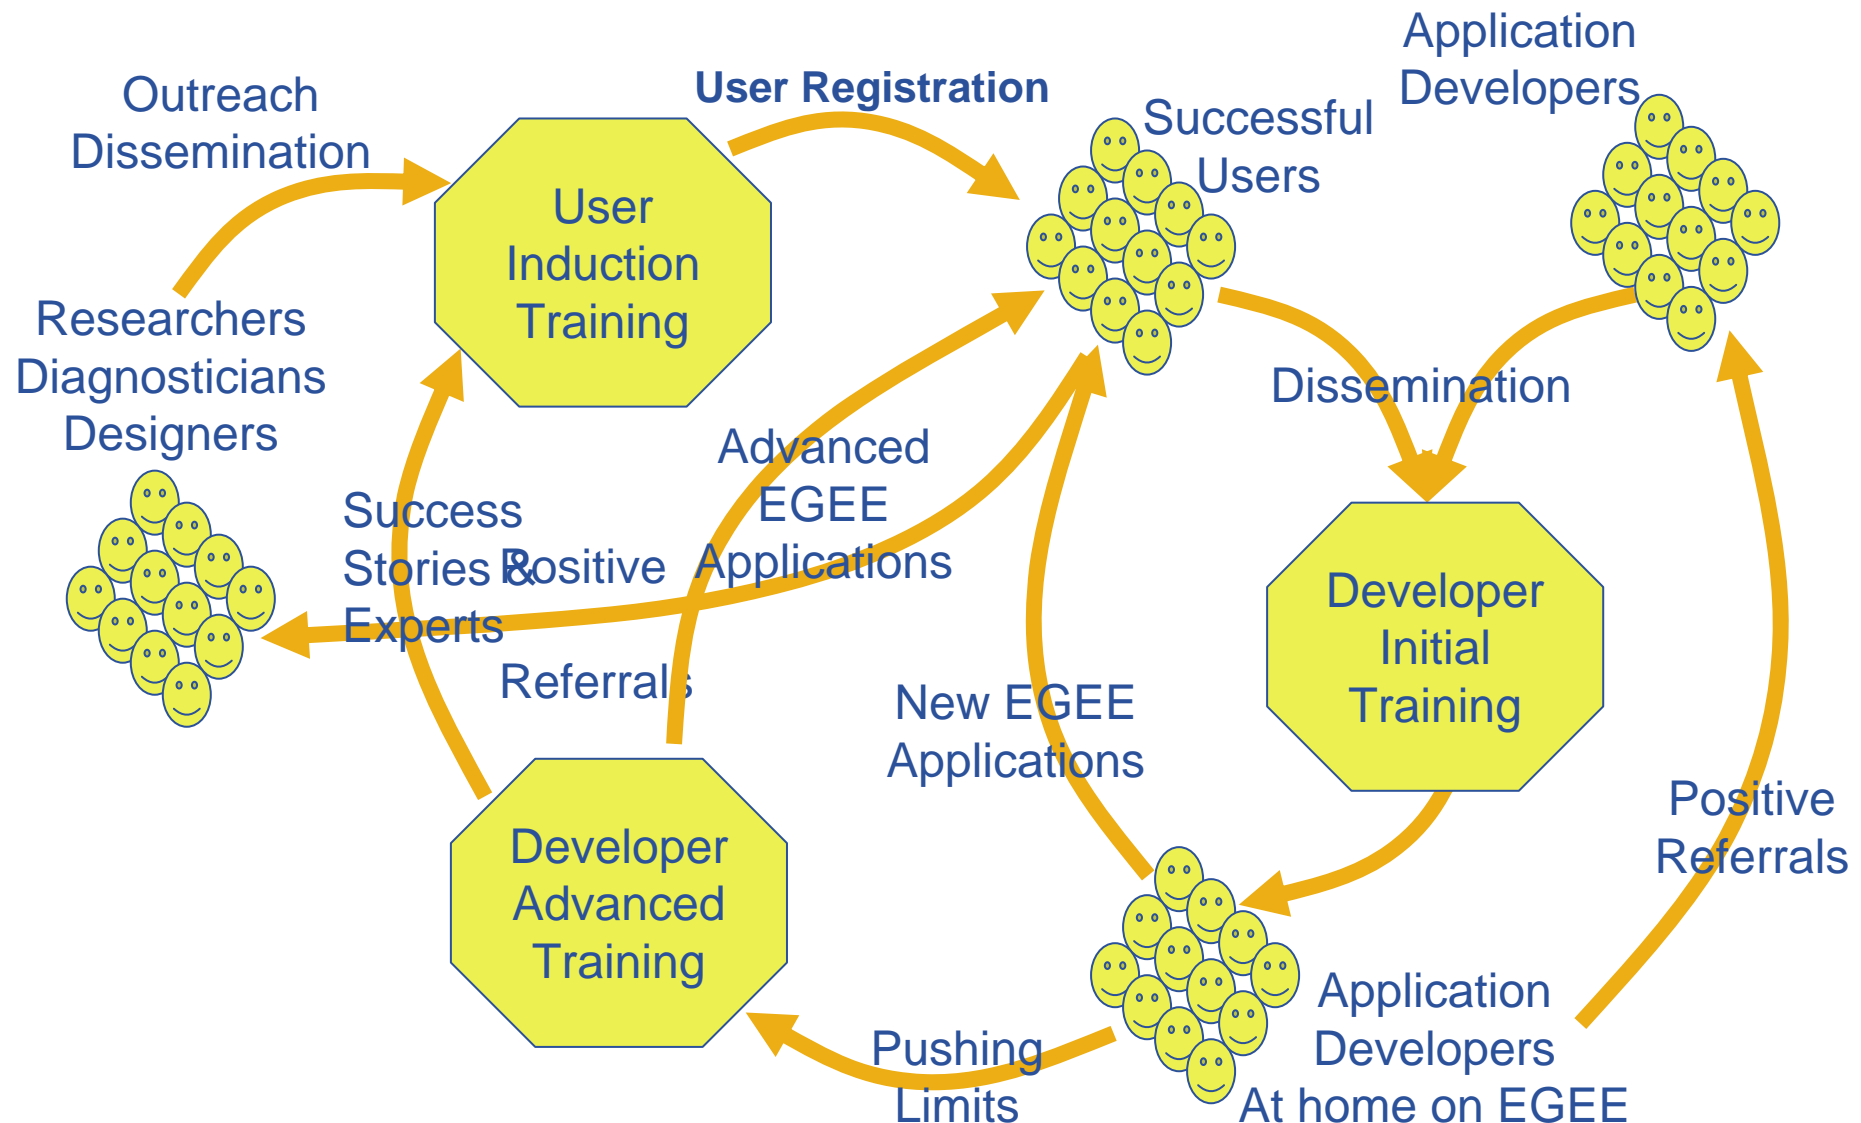 Application
Developers
Outreach
Dissemination
User Registration
Successful
Users
User
Induction
Training
Researchers
Diagnosticians
Designers
Dissemination
Advanced
EGEE
Applications
Success
Stories &
Experts
Positive
Referrals
Developer
Initial
Training
New EGEE
Applications
Positive
Referrals
Developer
Advanced
Training
Application
Developers
At home on EGEE
Pushing
Limits